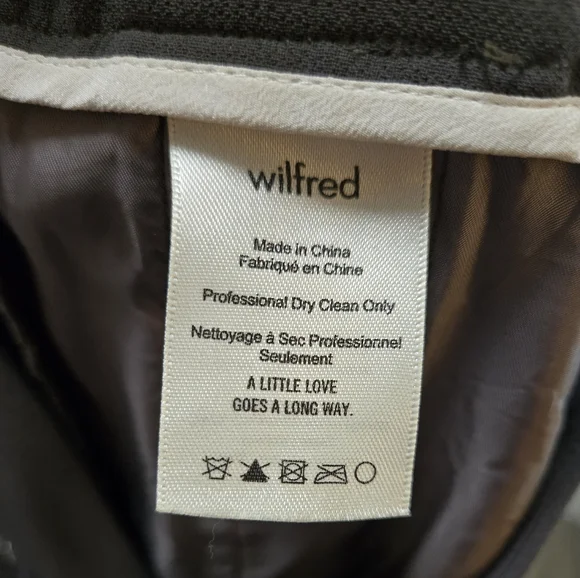 wilfred
Made in China
Fabriqué en Chine
Professional Dry Clean Only
Nettoyage à Sec Professionnel
Seulement
A LITTLE LOVE
GOES A LONG WAY.